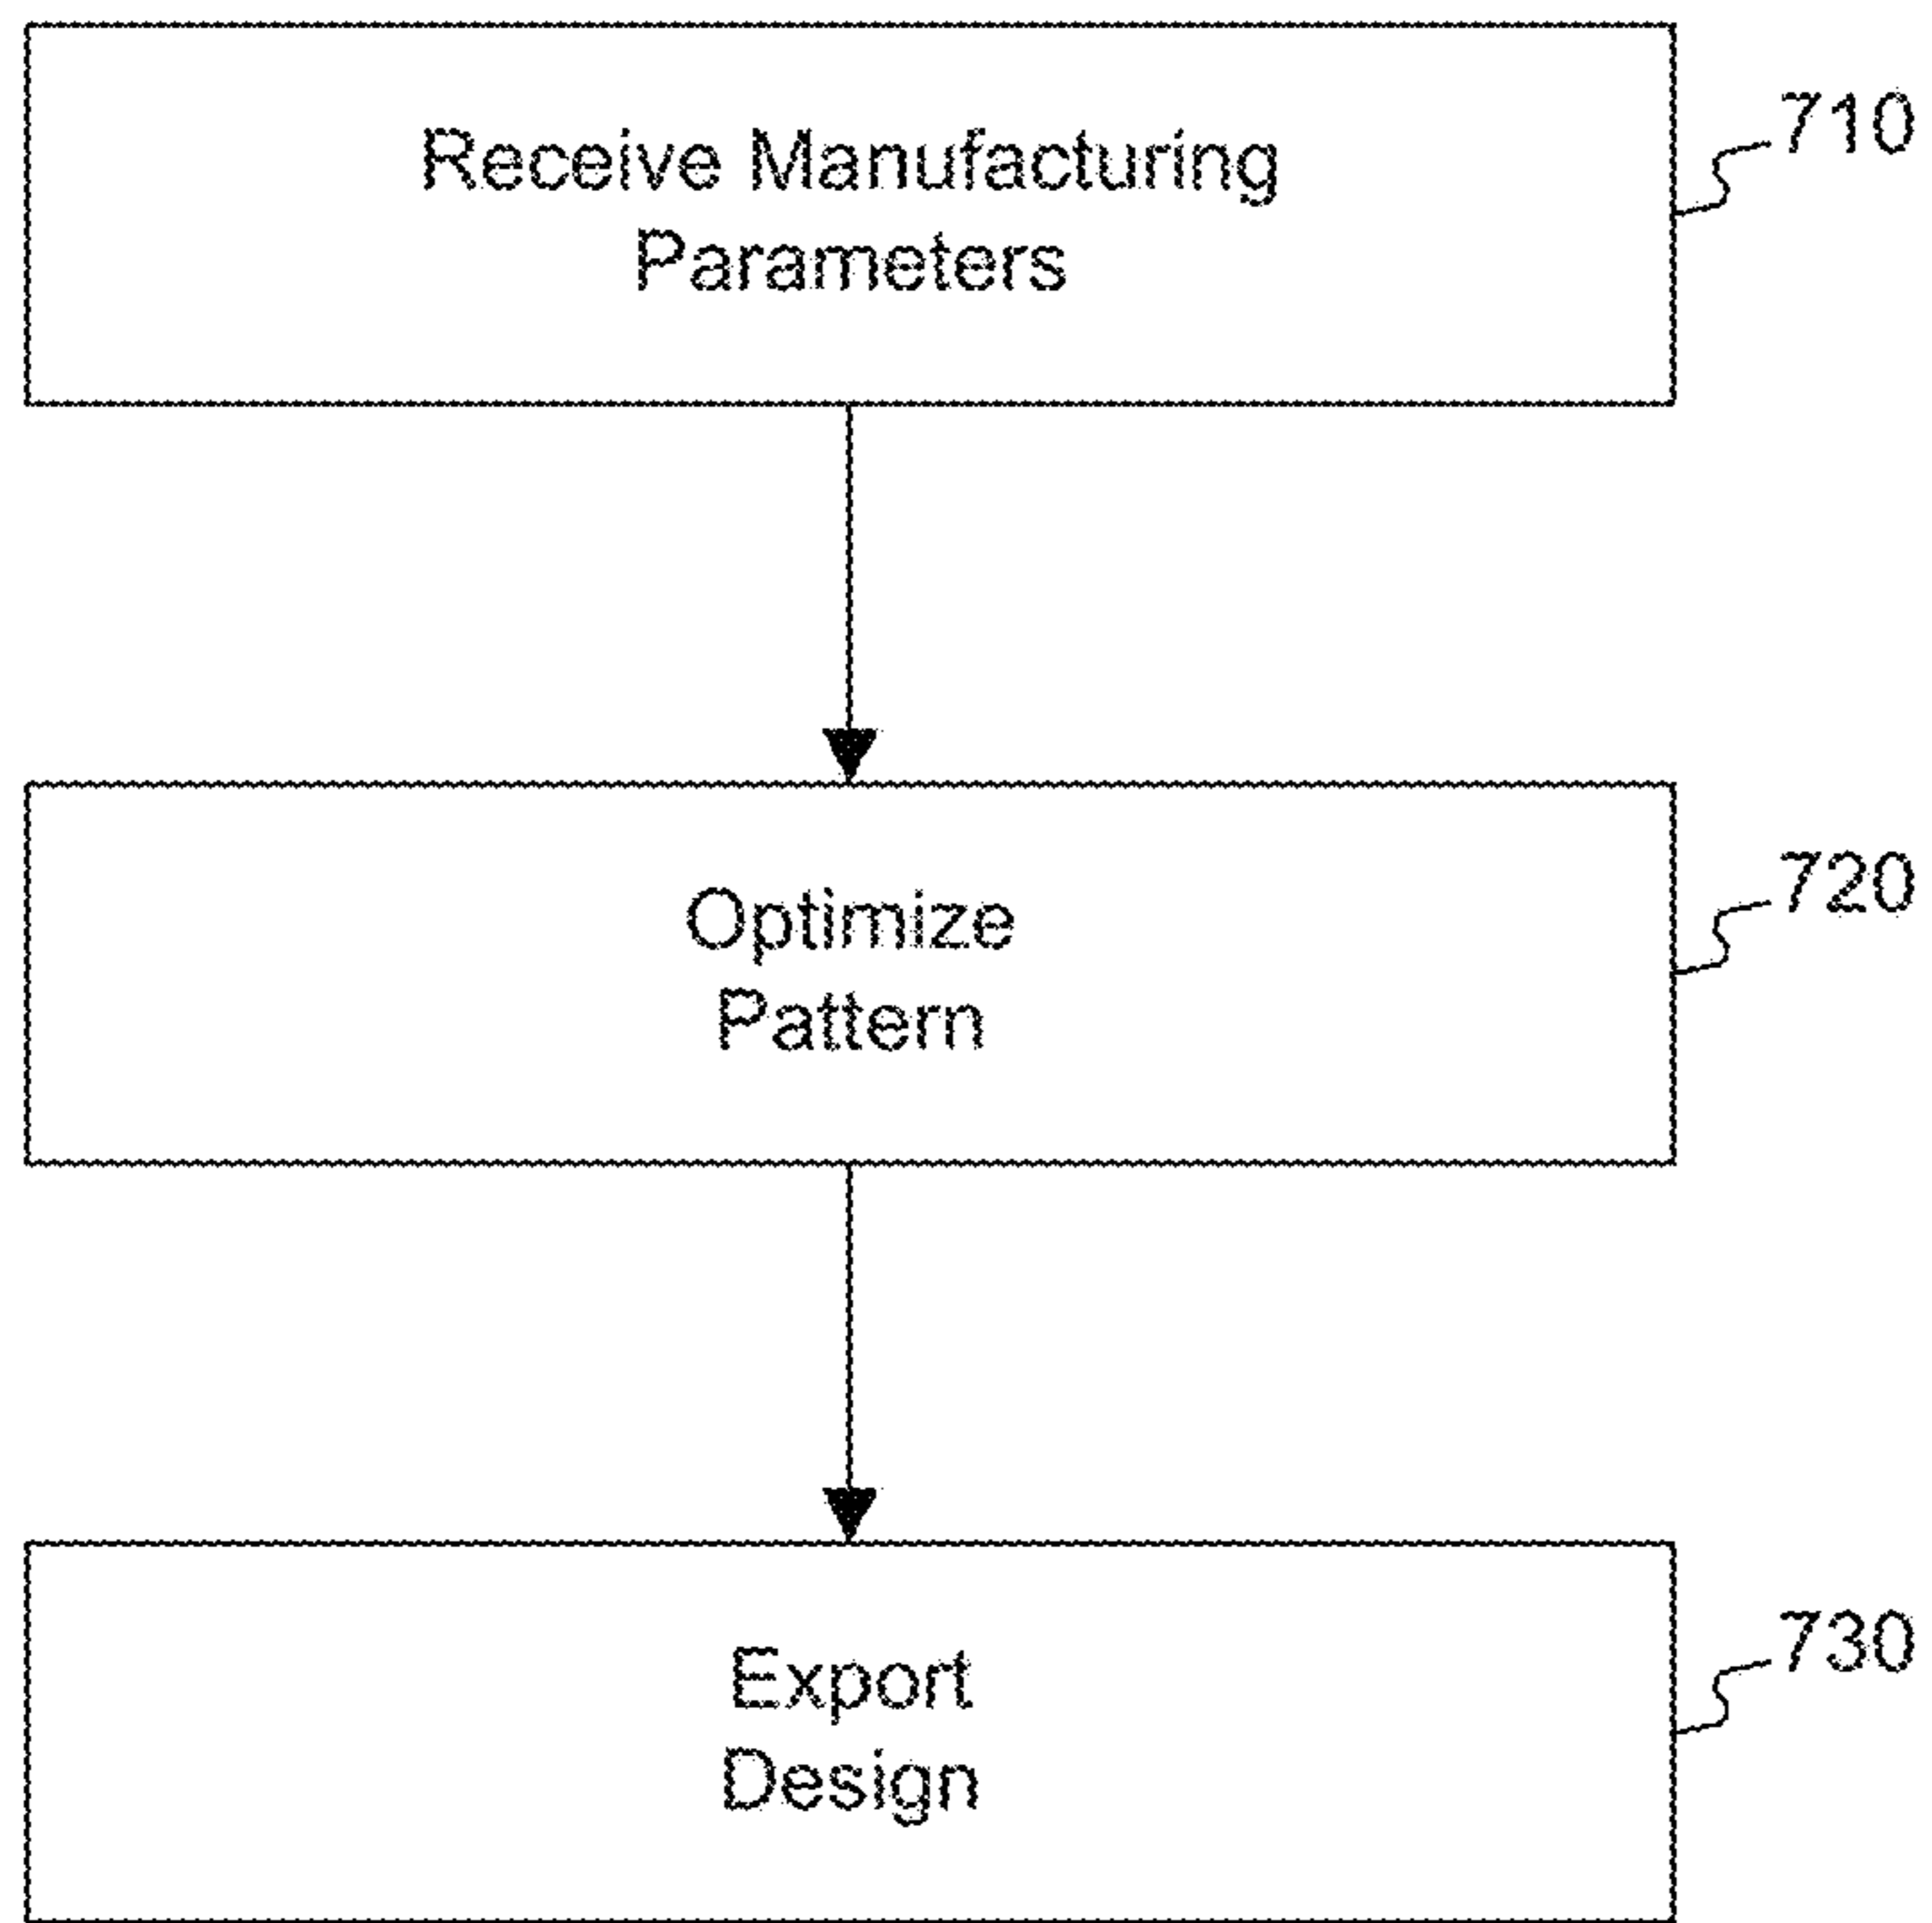 Receive Manufacturing
Parameters
710
Optimize
Pattern
720
Export
Design
730